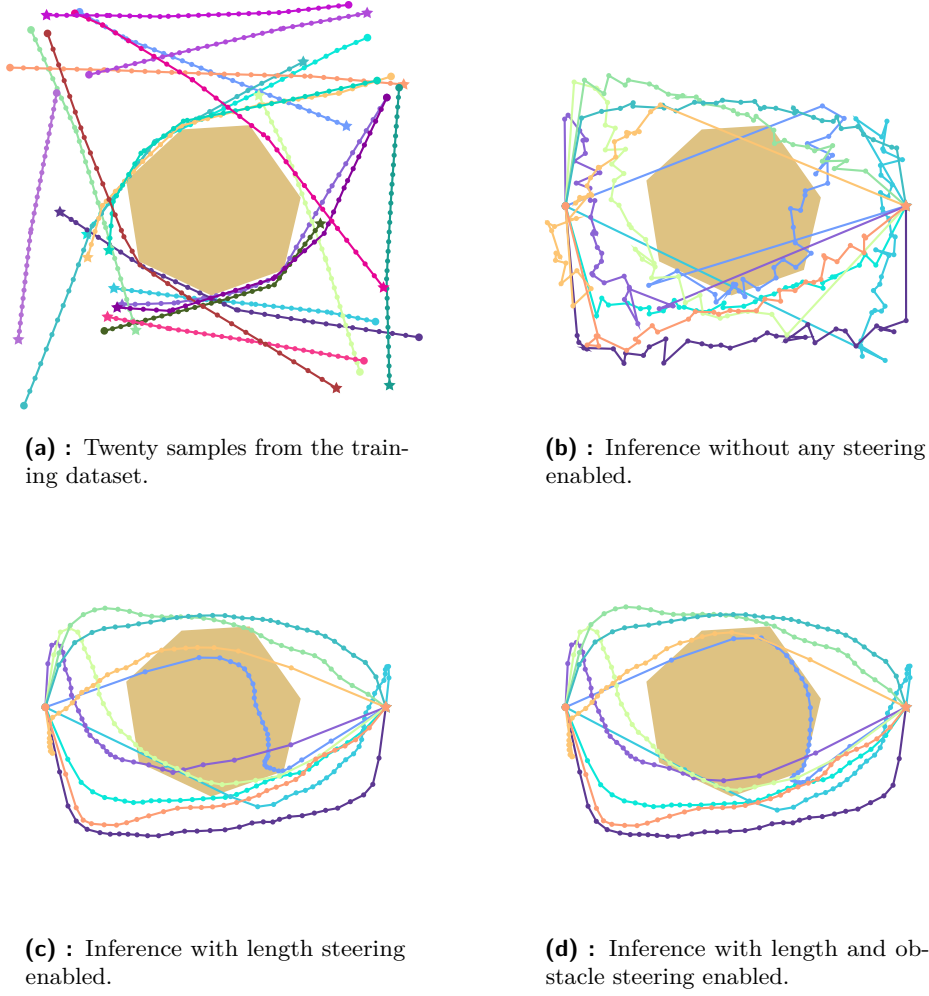 (a) : Twenty samples from the train-
ing dataset.
(b) : Inference without any steering
enabled.
(c) : Inference with length steering
enabled.
(d) : Inference with length and ob-
stacle steering enabled.